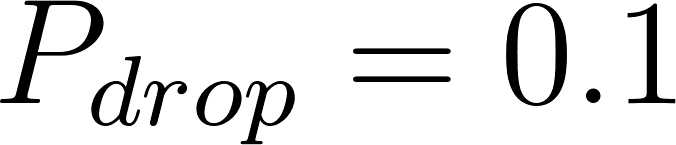 P_{drop} = 0.1